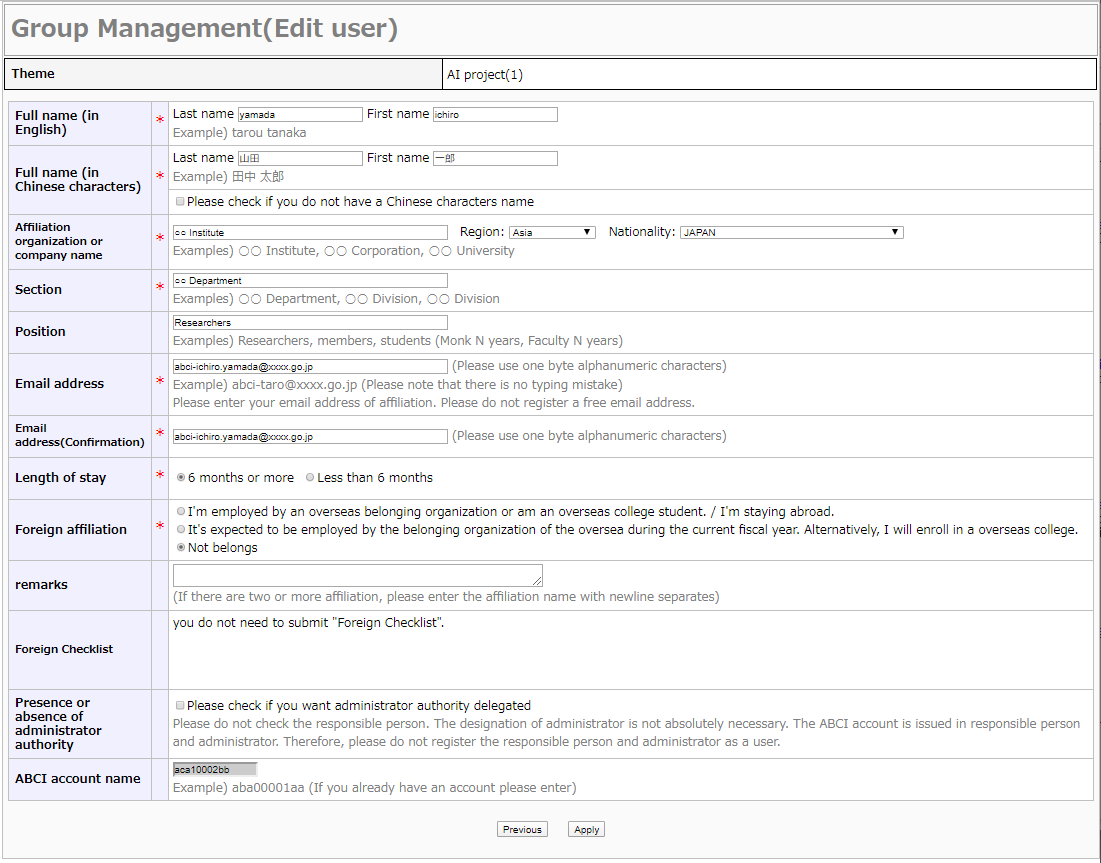 Group Management(Edit user)
Theme
AI project(1)
Full name (in
English)
*
Last name yamada First name ichiro
Example) tarou tanaka
Full name (in
Chinese characters)
*
Last name 山田 First name 一郎
Example) 田中 太郎
Please check if you do not have a Chinese characters name
Affiliation
organization or
company name
*
○○ Institute Region: Asia Nationality: JAPAN
Examples) ○○ Institute, ○○ Corporation, ○○ University
Section
*
○○ Department
Examples) ○○ Department, ○○ Division, ○○ Division
Position
Researchers
Examples) Researchers, members, students (Monk N years, Faculty N years)
Email address
*
abci-ichiro.yamada@xxxx.go.jp (Please use one byte alphanumeric characters)
Example) abci-taro@xxxx.go.jp (Please note that there is no typing mistake)
Please enter your email address of affiliation. Please do not register a free email address.
Email
address(Confirmation)
*
abci-ichiro.yamada@xxxx.go.jp (Please use one byte alphanumeric characters)
Length of stay
*
6 months or more Less than 6 months
Foreign affiliation
*
I'm employed by an overseas belonging organization or am an overseas college student. / I'm staying abroad.
It's expected to be employed by the belonging organization of the oversea during the current fiscal year. Alternatively, I will enroll in a overseas college.
Not belongs
remarks
(If there are two or more affiliation, please enter the affiliation name with newline separates)
Foreign Checklist
you do not need to submit "Foreign Checklist".
Presence or
absence of
administrator
authority
Please check if you want administrator authority delegated
Please do not check the responsible person. The designation of administrator is not absolutely necessary. The ABCI account is issued in responsible person
and administrator. Therefore, please do not register the responsible person and administrator as a user.
ABCI account name
aca10002bb
Example) aba00001aa (If you already have an account please enter)
Previous Apply